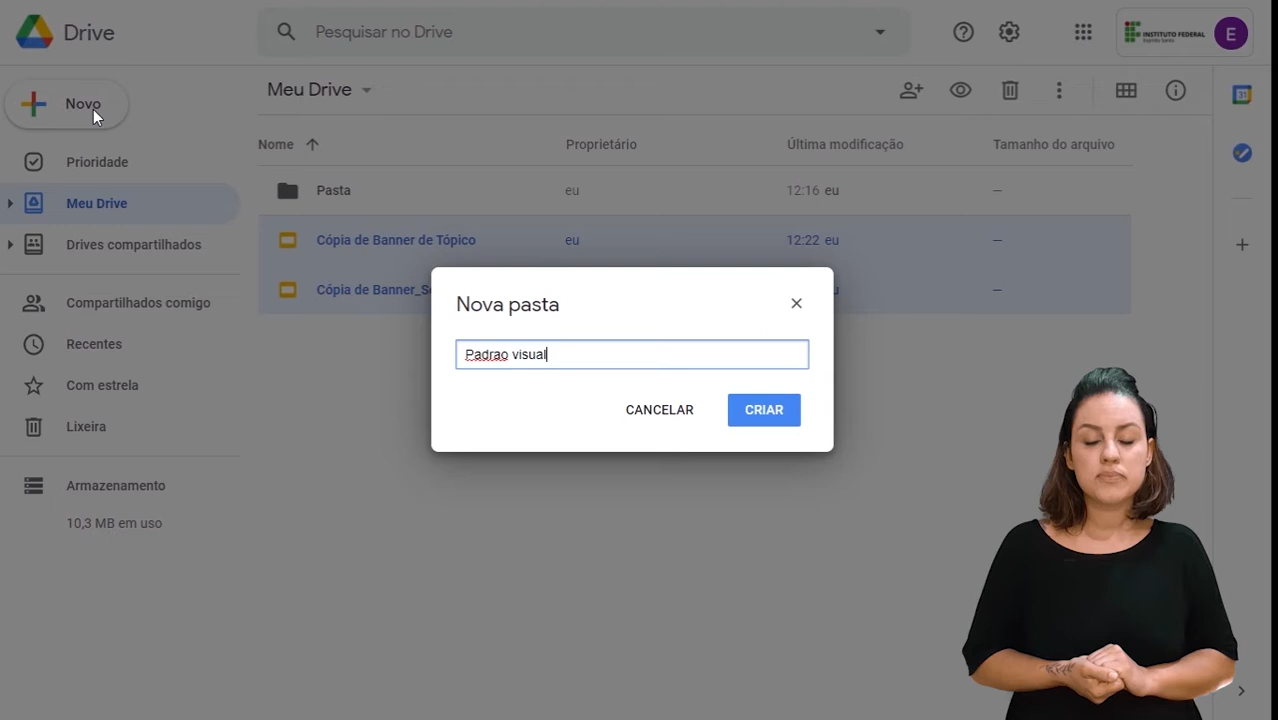 Drive
Pesquisar no Drive
INSTITUTO FEDERAL
E
Novo
Meu Drive
Nome
Proprietário
Última modificação
Tamanho do arquivo
Prioridade
Pasta
eu
12:16 eu
—
Meu Drive
Drives compartilhados
Cópia de Banner de Tópico
eu
12:22 eu
—
Cópia de Banner_S
—
Nova pasta
Padrao visual
CANCELAR
CRIAR
Compartilhados comigo
Recentes
Com estrela
Lixeira
Armazenamento
10,3 MB em uso
31